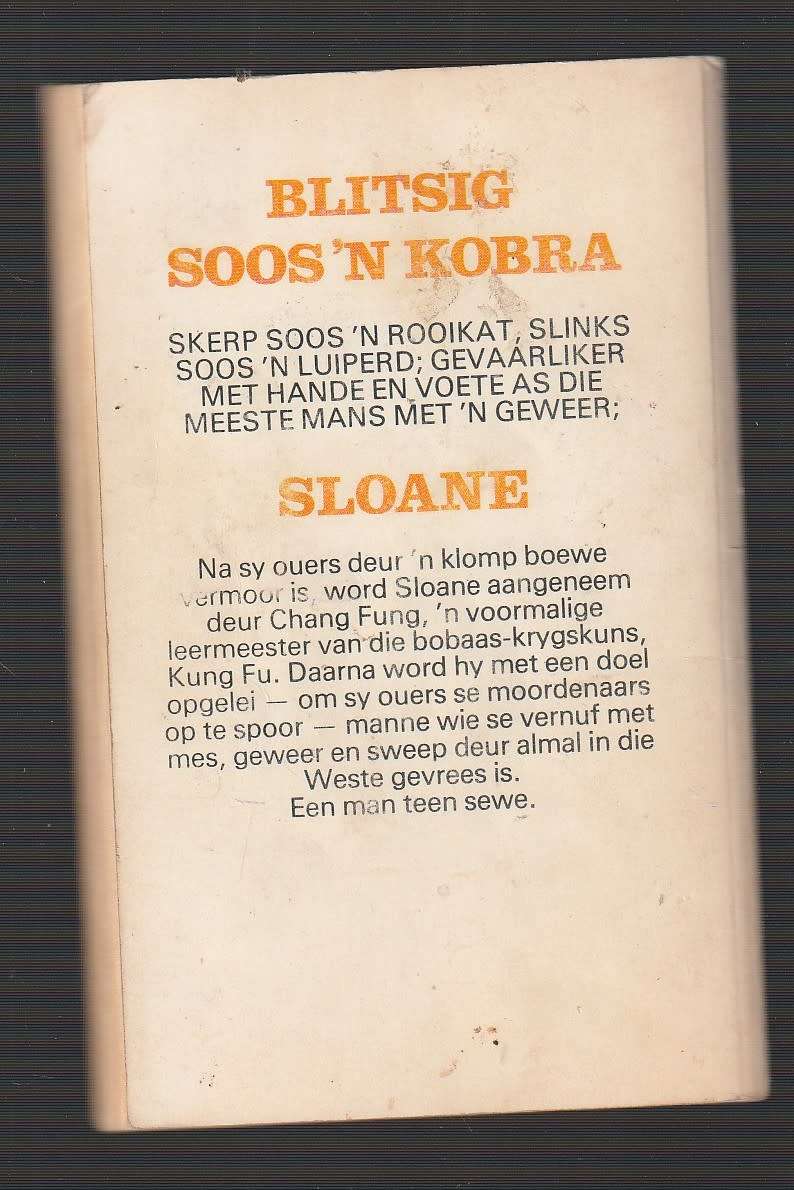 BLITSIG
SOOS 'N KOBRA
SKERP SOOS 'N ROOIKAT, SLINKS
SOOS 'N LUIPERD; GEVAARLIKER
MET HANDE EN VOETE AS DIE
MEESTE MANS MET 'N GEWEER;
SLOANE
Na sy ouers deur 'n klomp boewe
vermoor is, word Sloane aangeneem
deur Chang Fung, 'n voormalige
leermeester van die bobaas-krygskuns,
Kung Fu. Daarna word hy met een doel
opgelei — om sy ouers se moordenaars
op te spoor — manne wie se vernuf met
mes, geweer en sweep deur almal in die
Weste gevrees is.
Een man teen sewe.